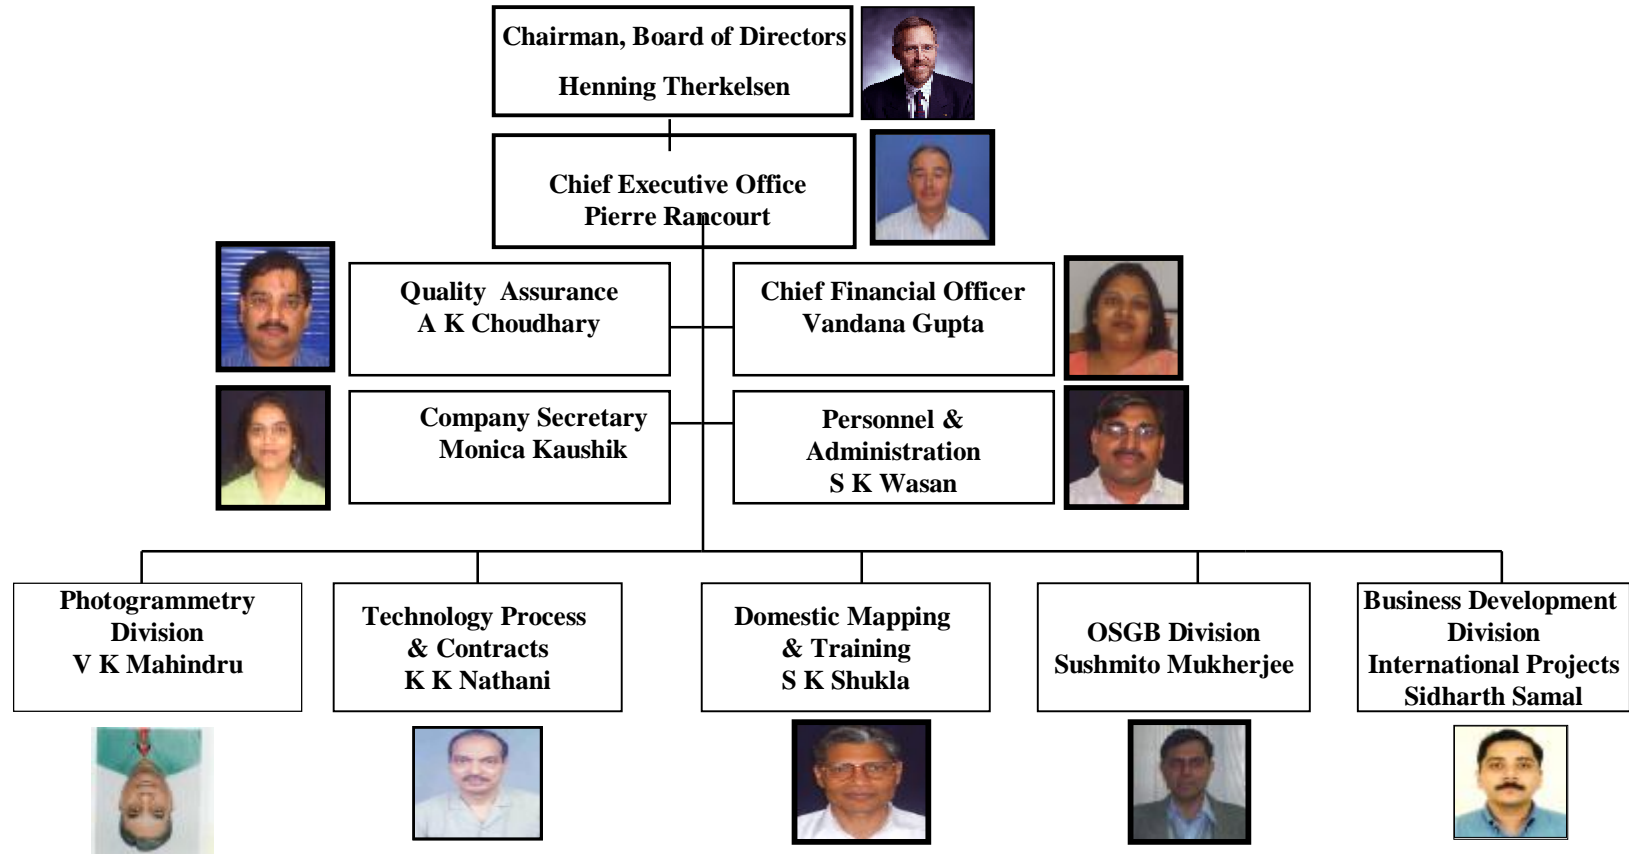 Chairman, Board of Directors
Henning Therkelsen
Chief Executive Office
Pierre Rancourt
Quality Assurance
A K Choudhary
Chief Financial Officer
Vandana Gupta
Company Secretary
Monica Kaushik
Personnel &
Administration
S K Wasan
Photogrammetry
Division
V K Mahindru
Technology Process
& Contracts
K K Nathani
Domestic Mapping
& Training
S K Shukla
OSGB Division
Sushmito Mukherjee
Business Development
Division
International Projects
Sidharth Samal